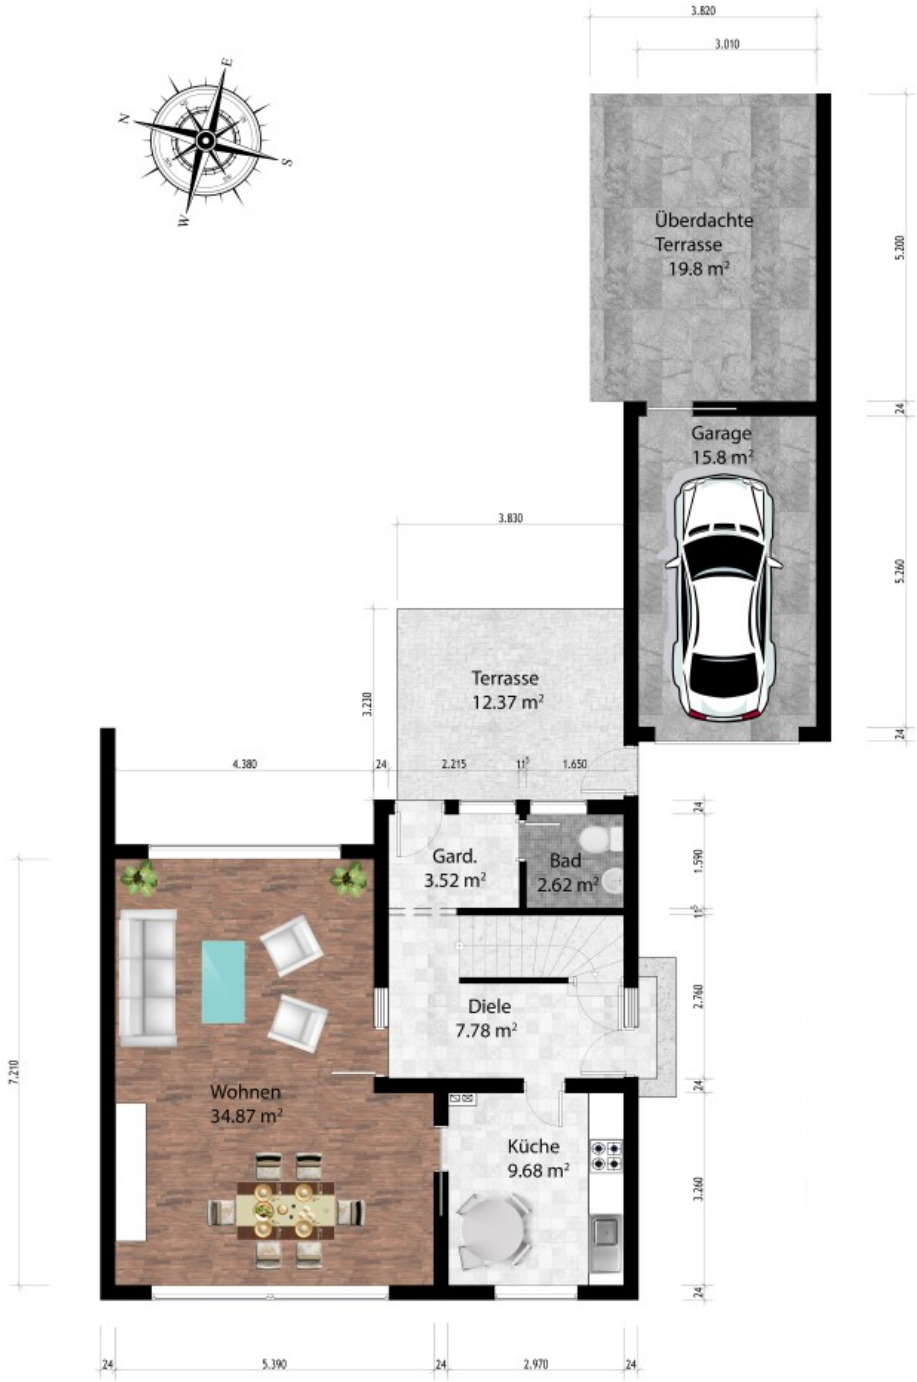 3.820
3.010
E
N
S
W
Überdachte
Terrasse
19.8 m²
5.200
24
Garage
15.8 m²
3.830
5.260
Terrasse
12.37 m²
3.230
24
4.380
24
2.215
11⁵
1.650
24
Gard.
3.52 m²
Bad
2.62 m²
1.590
11⁵
Diele
7.78 m²
2.760
7.210
Wohnen
34.87 m²
24
Küche
9.68 m²
3.260
24
24
5.390
24
2.970
24